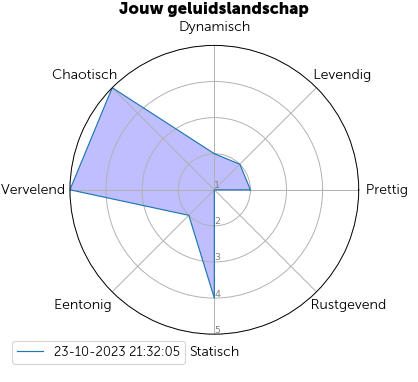 Jouw geluidslandschap
Dynamisch
Chaotisch
Levendig
Vervelend
1
Prettig
2
3
4
Eentonig
Rustgevend
5
23-10-2023 21:32:05
Statisch